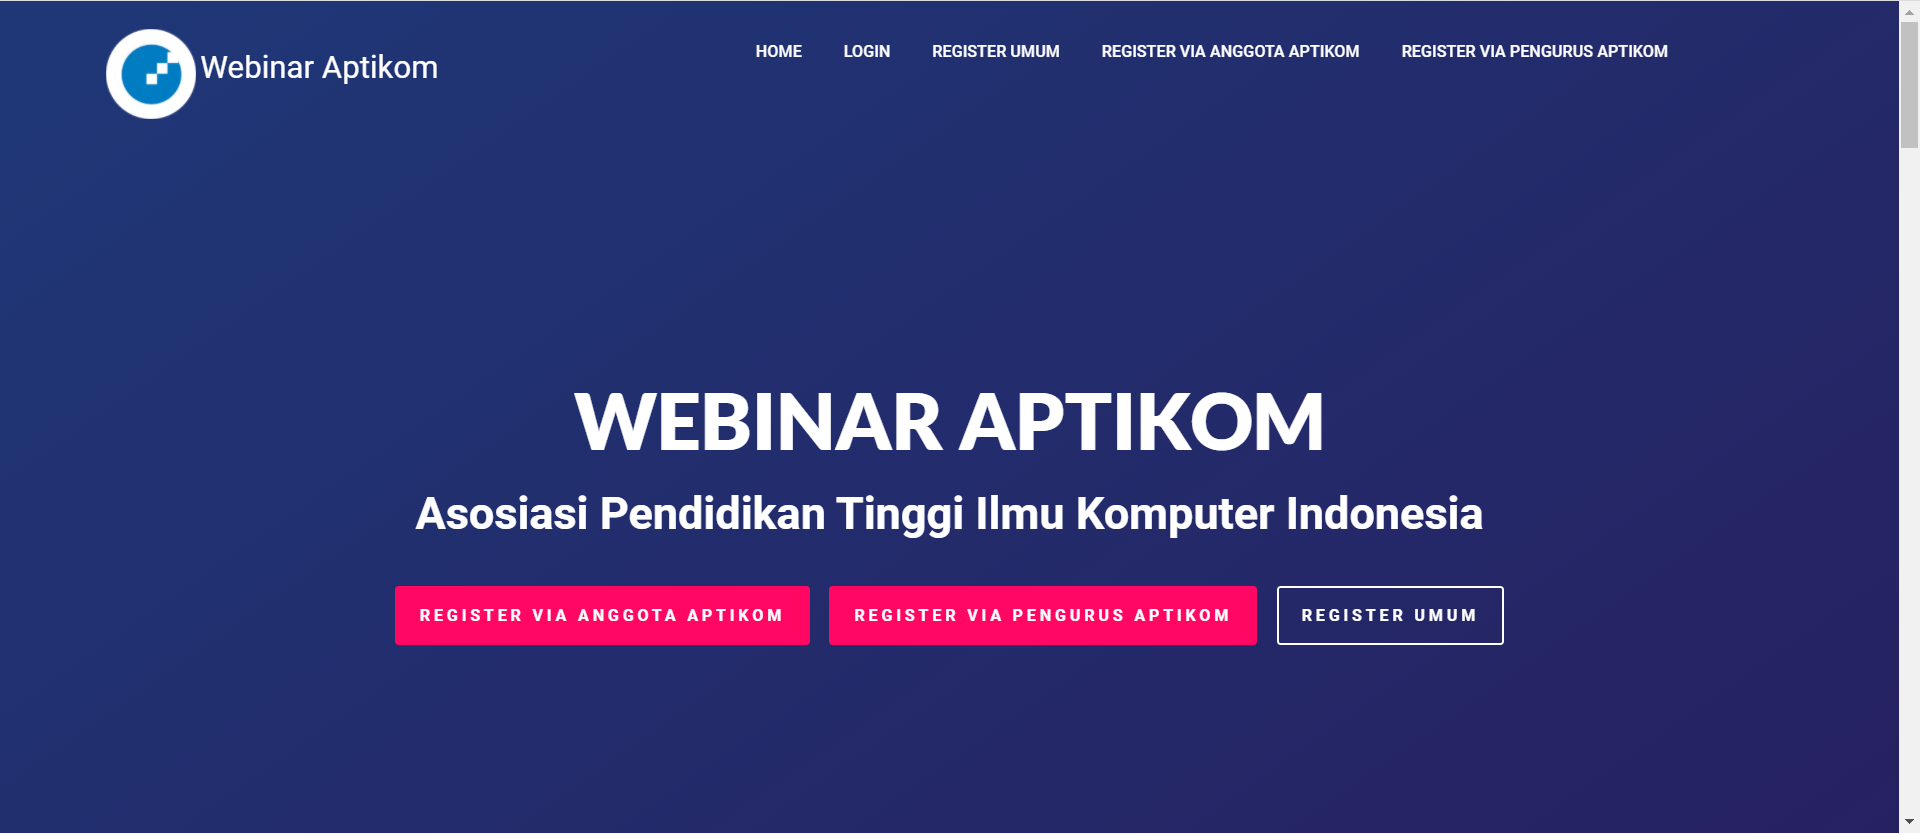 Webinar Aptikom
HOME LOGIN REGISTER UMUM REGISTER VIA ANGGOTA APTIKOM REGISTER VIA PENGURUS APTIKOM
WEBINAR APTIKOM
Asosiasi Pendidikan Tinggi Ilmu Komputer Indonesia
REGISTER VIA ANGGOTA APTIKOM REGISTER VIA PENGURUS APTIKOM REGISTER UMUM